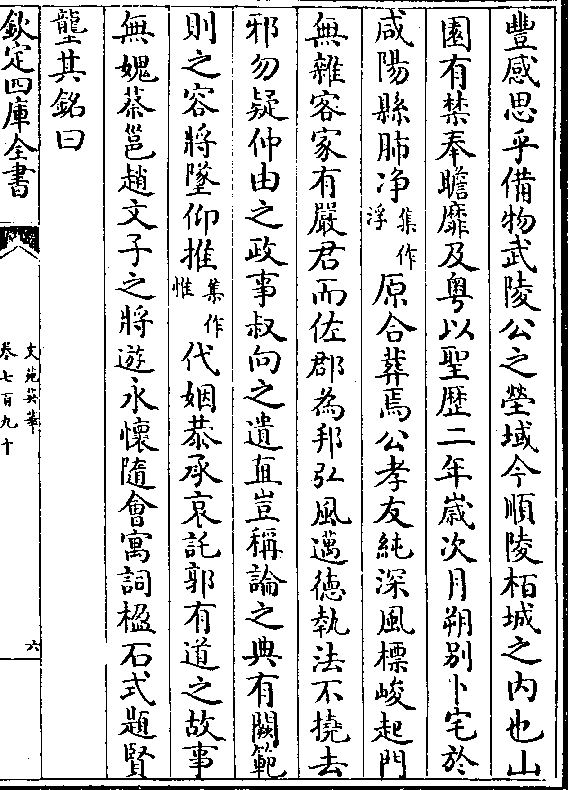 豐感思乎備物武陵公之塋域今順陵柏城之内也山
園有禁奉瞻靡及粤以聖歴二年歳次月朔别卜宅於
咸陽縣肺浄集作浮原合葬焉公孝友純深風標峻起門
無雜容家有嚴君而佐郡為邦弘風邁徳執法不撓去
邪勿疑仲由之政事叔向之遺直豈稱論之典有闕範
則之容將墜仰推集作惟代姻恭承哀託郭有道之故事
無媿蔡邕趙文子之將遊永懐隨會寓詞楹石式題賢
壟其銘曰
欽定四庫全書
文苑英華
卷七百九十
六